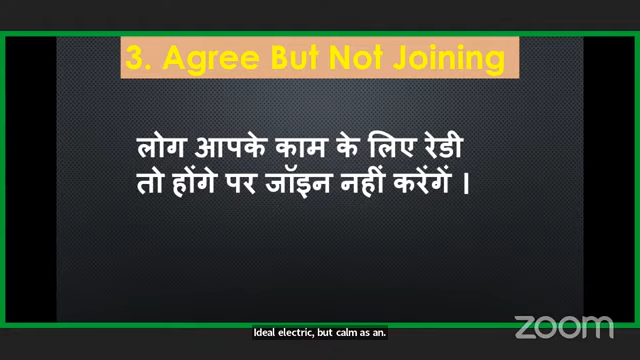 3. Agree But Not Joining
लोग आपके काम के लिए रेडी
तो होंगे पर जॉइन नहीं करेंगें ।
zoom
Ideal electric, but calm as an.